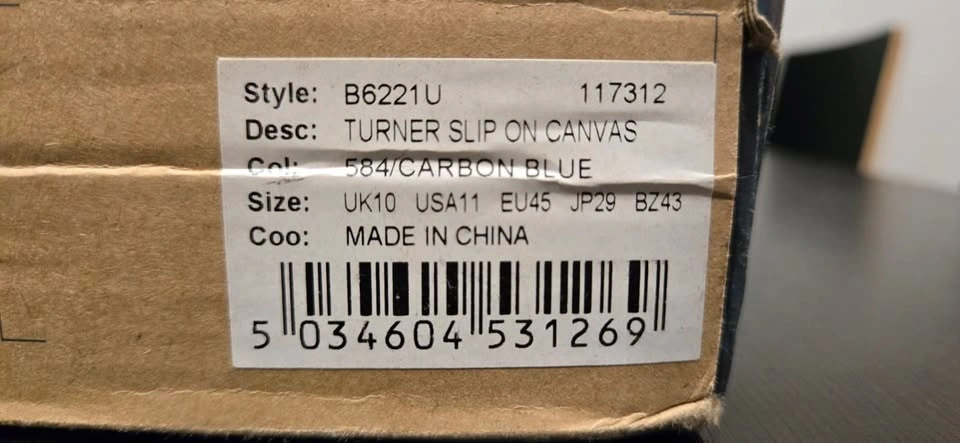 Style: B6221U 117312
Desc: TURNER SLIP ON CANVAS
Col: 584/CARBON BLUE
Size: UK10 USA11 EU45 JP29 BZ43
Coo: MADE IN CHINA
5 034604 531269